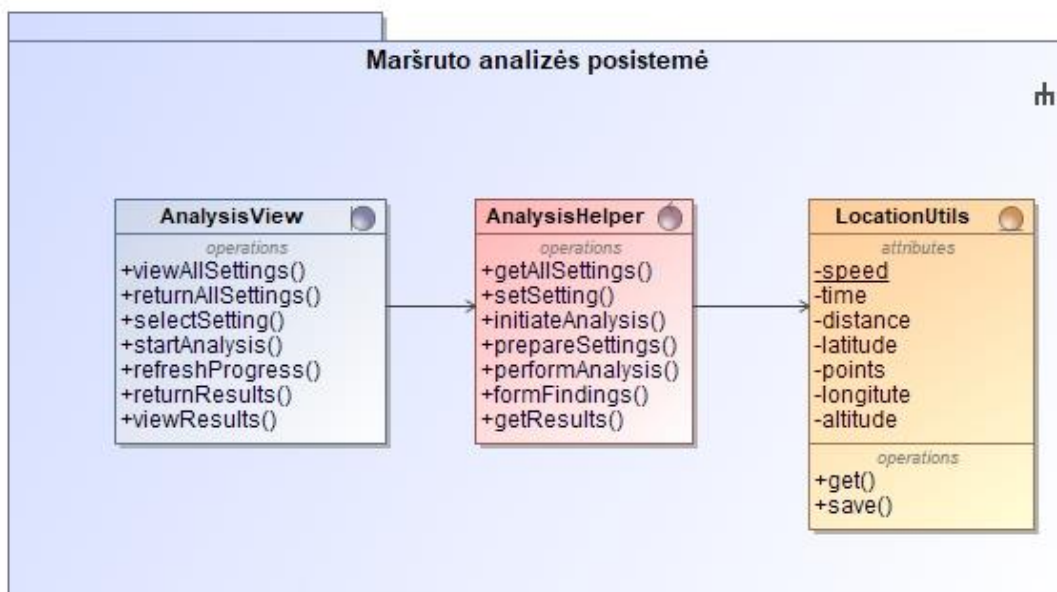 Maršruto analizės posistemė
AnalysisView
operations
+viewAllSettings()
+returnAllSettings()
+selectSetting()
+startAnalysis()
+refreshProgress()
+returnResults()
+viewResults()
AnalysisHelper
operations
+getAllSettings()
+setSetting()
+initiateAnalysis()
+prepareSettings()
+performAnalysis()
+formFindings()
+getResults()
LocationUtils
attributes
-speed
-time
-distance
-latitude
-points
-longitute
-altitude
operations
+get()
+save()